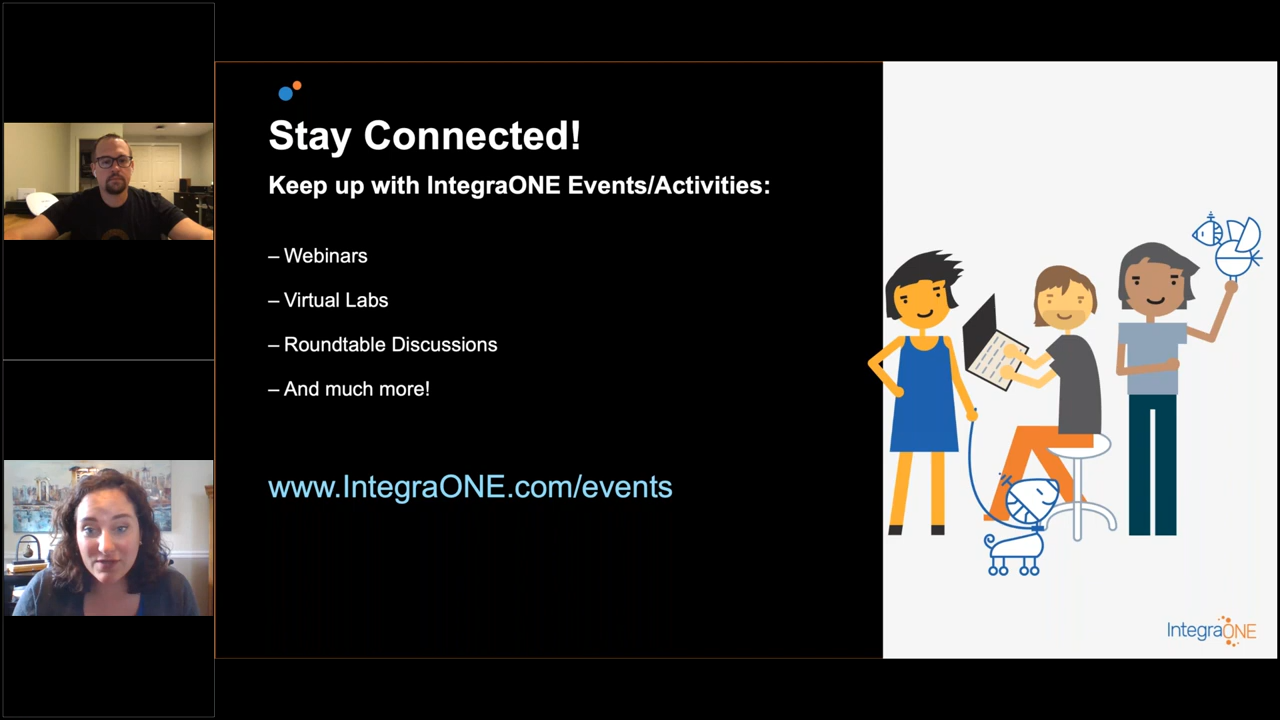 Stay Connected!
Keep up with IntegraONE Events/Activities:
– Webinars
– Virtual Labs
– Roundtable Discussions
– And much more!
www.IntegraONE.com/events
IntegraONE